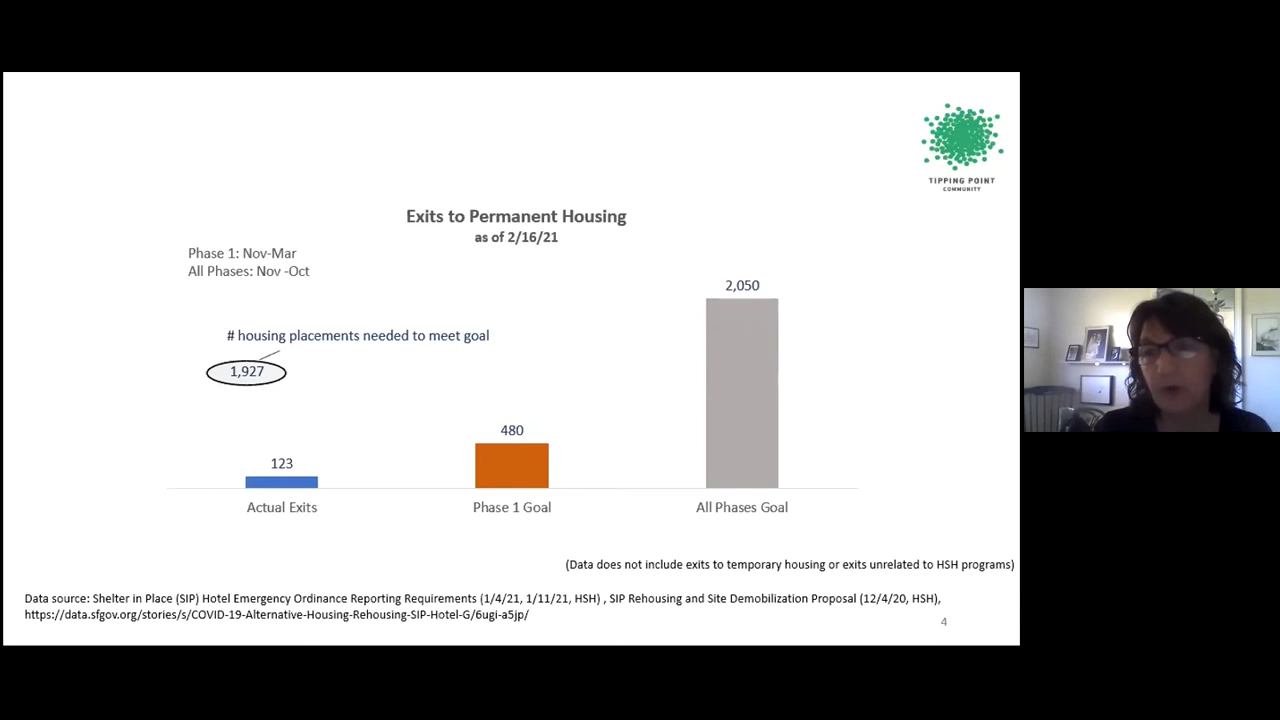 TIPPING POINT
COMMUNITY
Exits to Permanent Housing
as of 2/16/21
Phase 1: Nov-Mar
All Phases: Nov -Oct
2,050
# housing placements needed to meet goal
1,927
480
123
Actual Exits
Phase 1 Goal
All Phases Goal
(Data does not include exits to temporary housing or exits unrelated to HSH programs)
Data source: Shelter in Place (SIP) Hotel Emergency Ordinance Reporting Requirements (1/4/21, 1/11/21, HSH) , SIP Rehousing and Site Demobilization Proposal (12/4/20, HSH),
https://data.sfgov.org/stories/s/COVID-19-Alternative-Housing-Rehousing-SIP-Hotel-G/6ugi-a5jp/
4